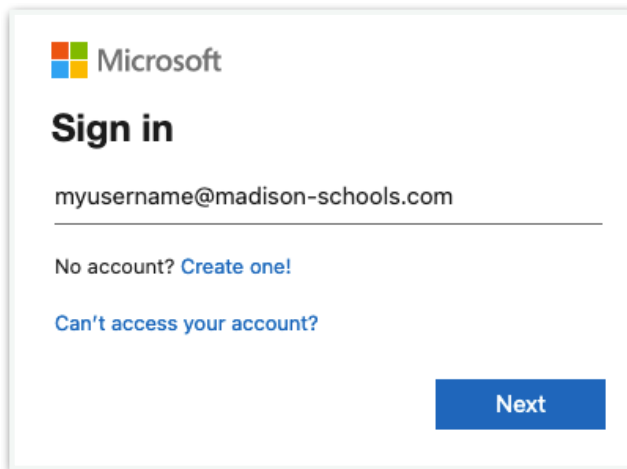 Microsoft
Sign in
myusername@madison-schools.com
No account? Create one!
Can't access your account?
Next